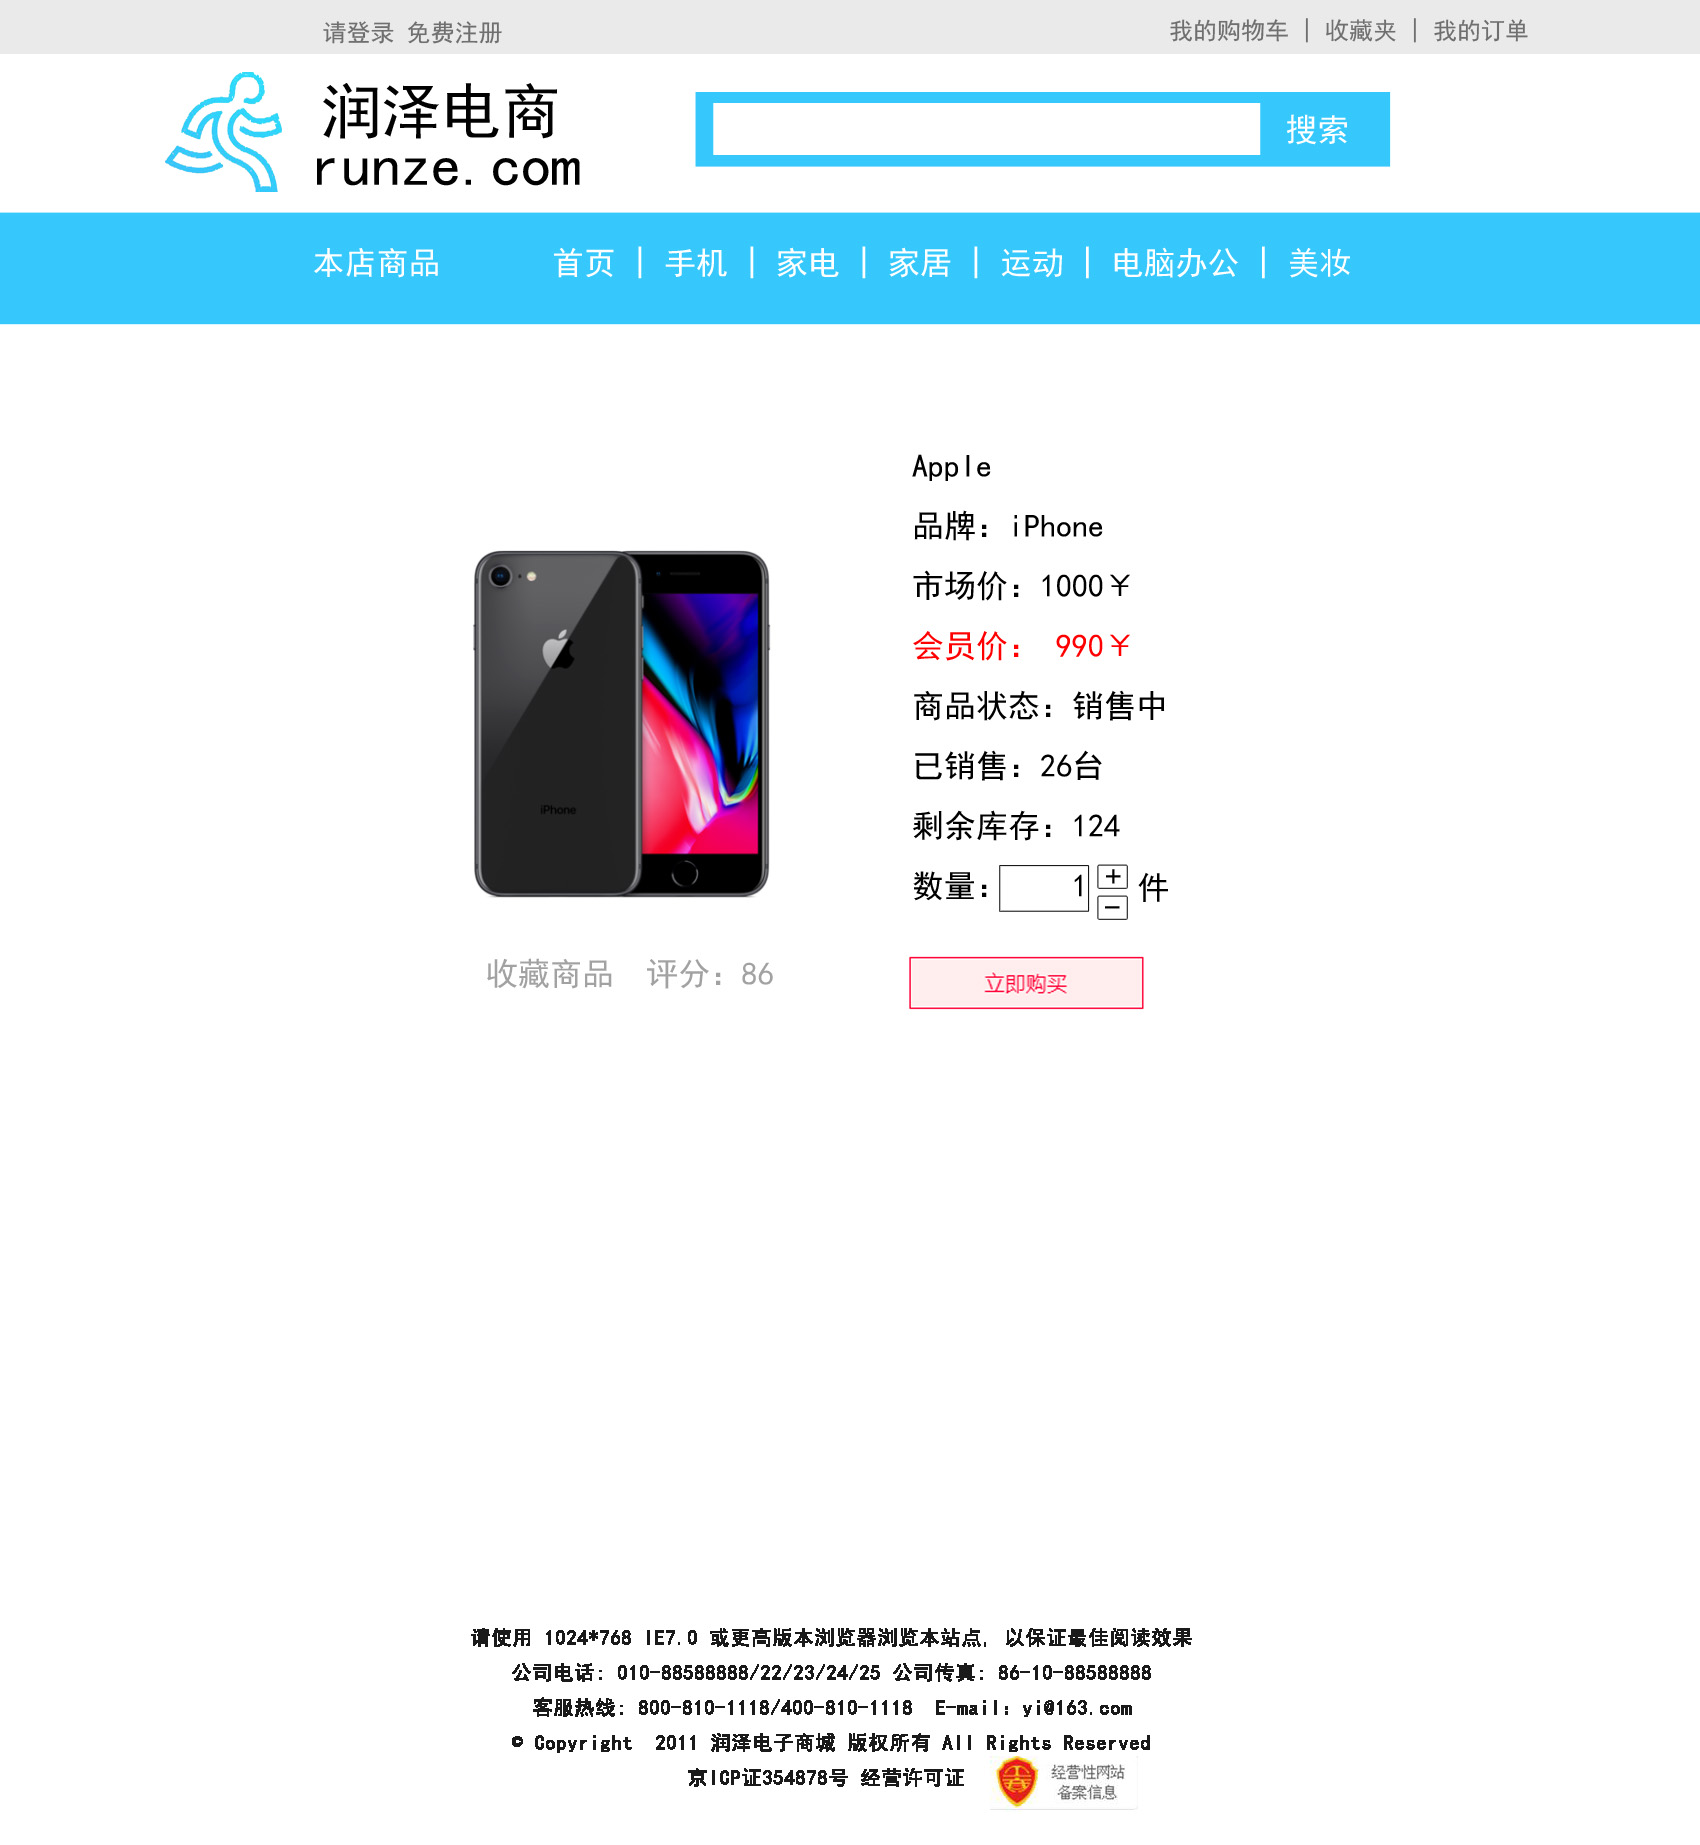 请登录 免费注册
我的购物车 | 收藏夹 | 我的订单
润泽电商
runze.com
搜索
本店商品 首页 | 手机 | 家电 | 家居 | 运动 | 电脑办公 | 美妆
Apple
品牌：iPhone
市场价：1000￥
会员价： 990￥
商品状态：销售中
已销售：26台
剩余库存：124
数量：1 + − 件
iPhone
收藏商品 评分：86
立即购买
请使用 1024*768 IE7.0 或更高版本浏览器浏览本站点, 以保证最佳阅读效果
公司电话: 010-88588888/22/23/24/25 公司传真: 86-10-88588888
客服热线: 800-810-1118/400-810-1118 E-mail：yi@163.com
© Copyright 2011 润泽电子商城 版权所有 All Rights Reserved
京ICP证354878号 经营许可证
经营性网站
备案信息